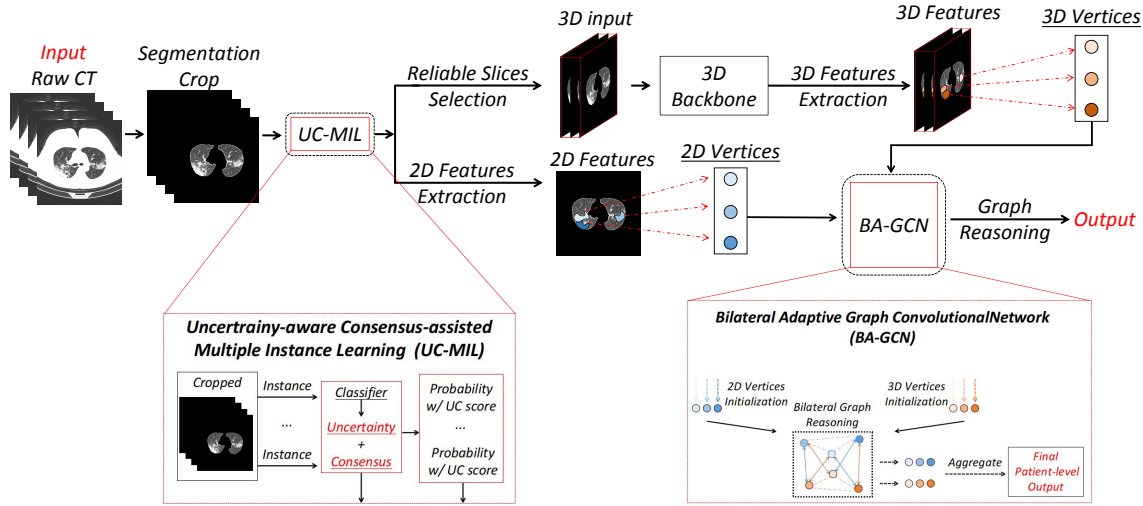 Input
Raw CT
Segmentation
Crop
UC-MIL
Reliable Slices
Selection
2D Features
Extraction
3D input
3D
Backbone
3D Features
Extraction
3D Features
3D Vertices
2D Features
2D Vertices
BA-GCN
Graph
Reasoning
Output
Uncertrainy-aware Consensus-assisted
Multiple Instance Learning (UC-MIL)
Cropped
Instance
...
Instance
Classifier
Uncertainty
+
Consensus
Probability
w/ UC score
...
Probability
w/ UC score
Bilateral Adaptive Graph ConvolutionalNetwork
(BA-GCN)
2D Vertices
Initialization
3D Vertices
Initialization
Bilateral Graph
Reasoning
Aggregate
Final
Patient-level
Output